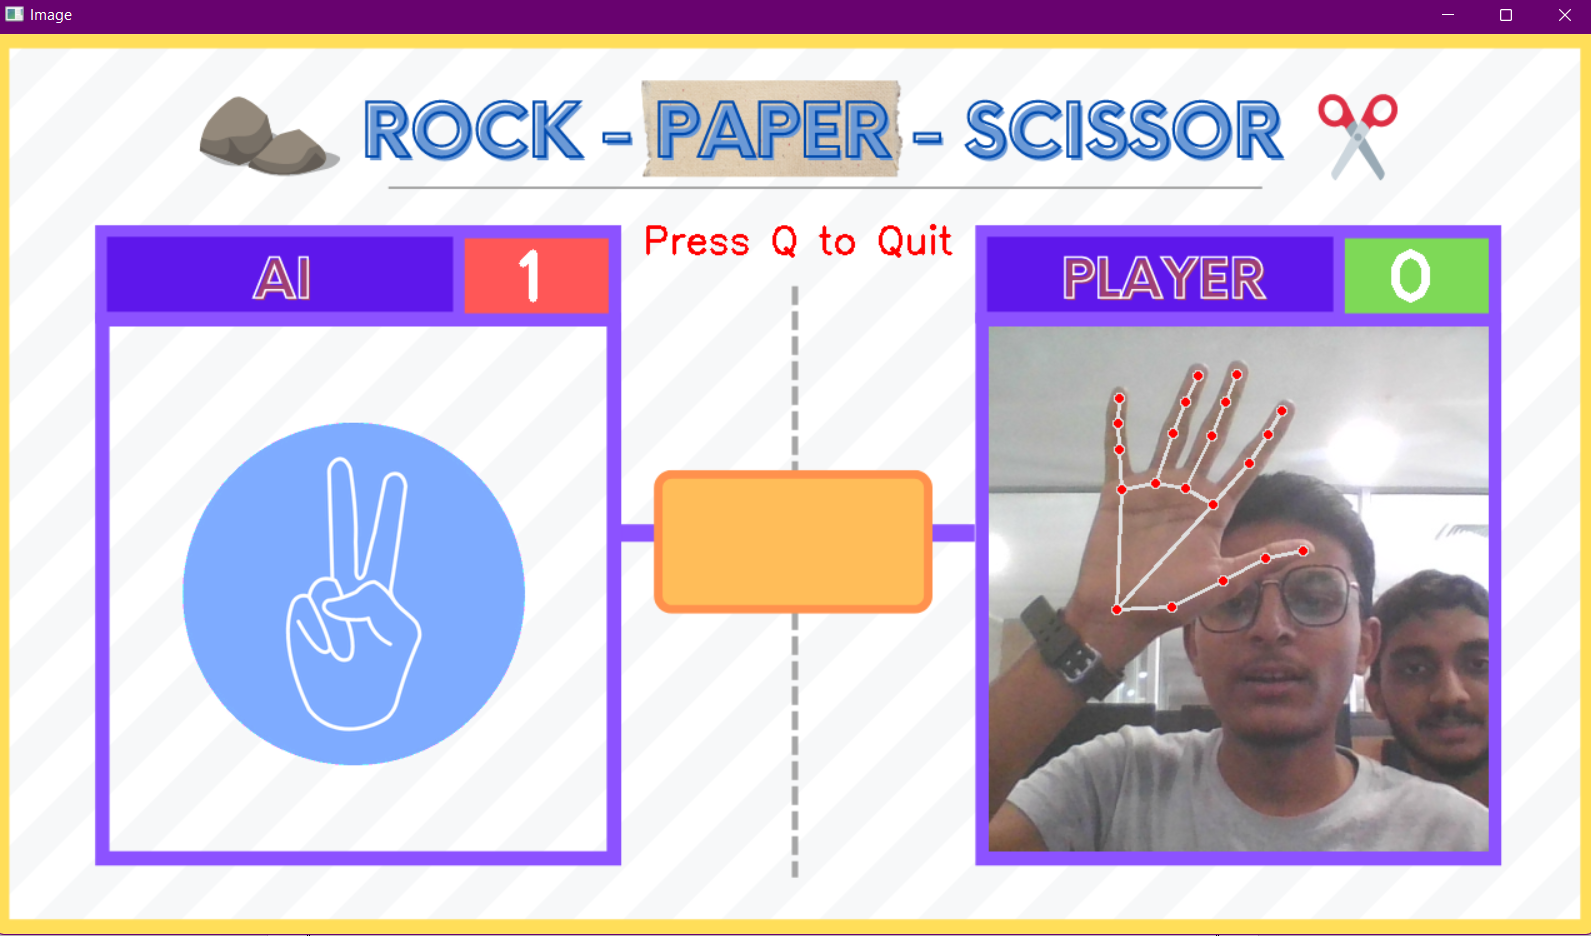 Image
ROCK - PAPER - SCISSOR
Press Q to Quit
AI 1
PLAYER 0